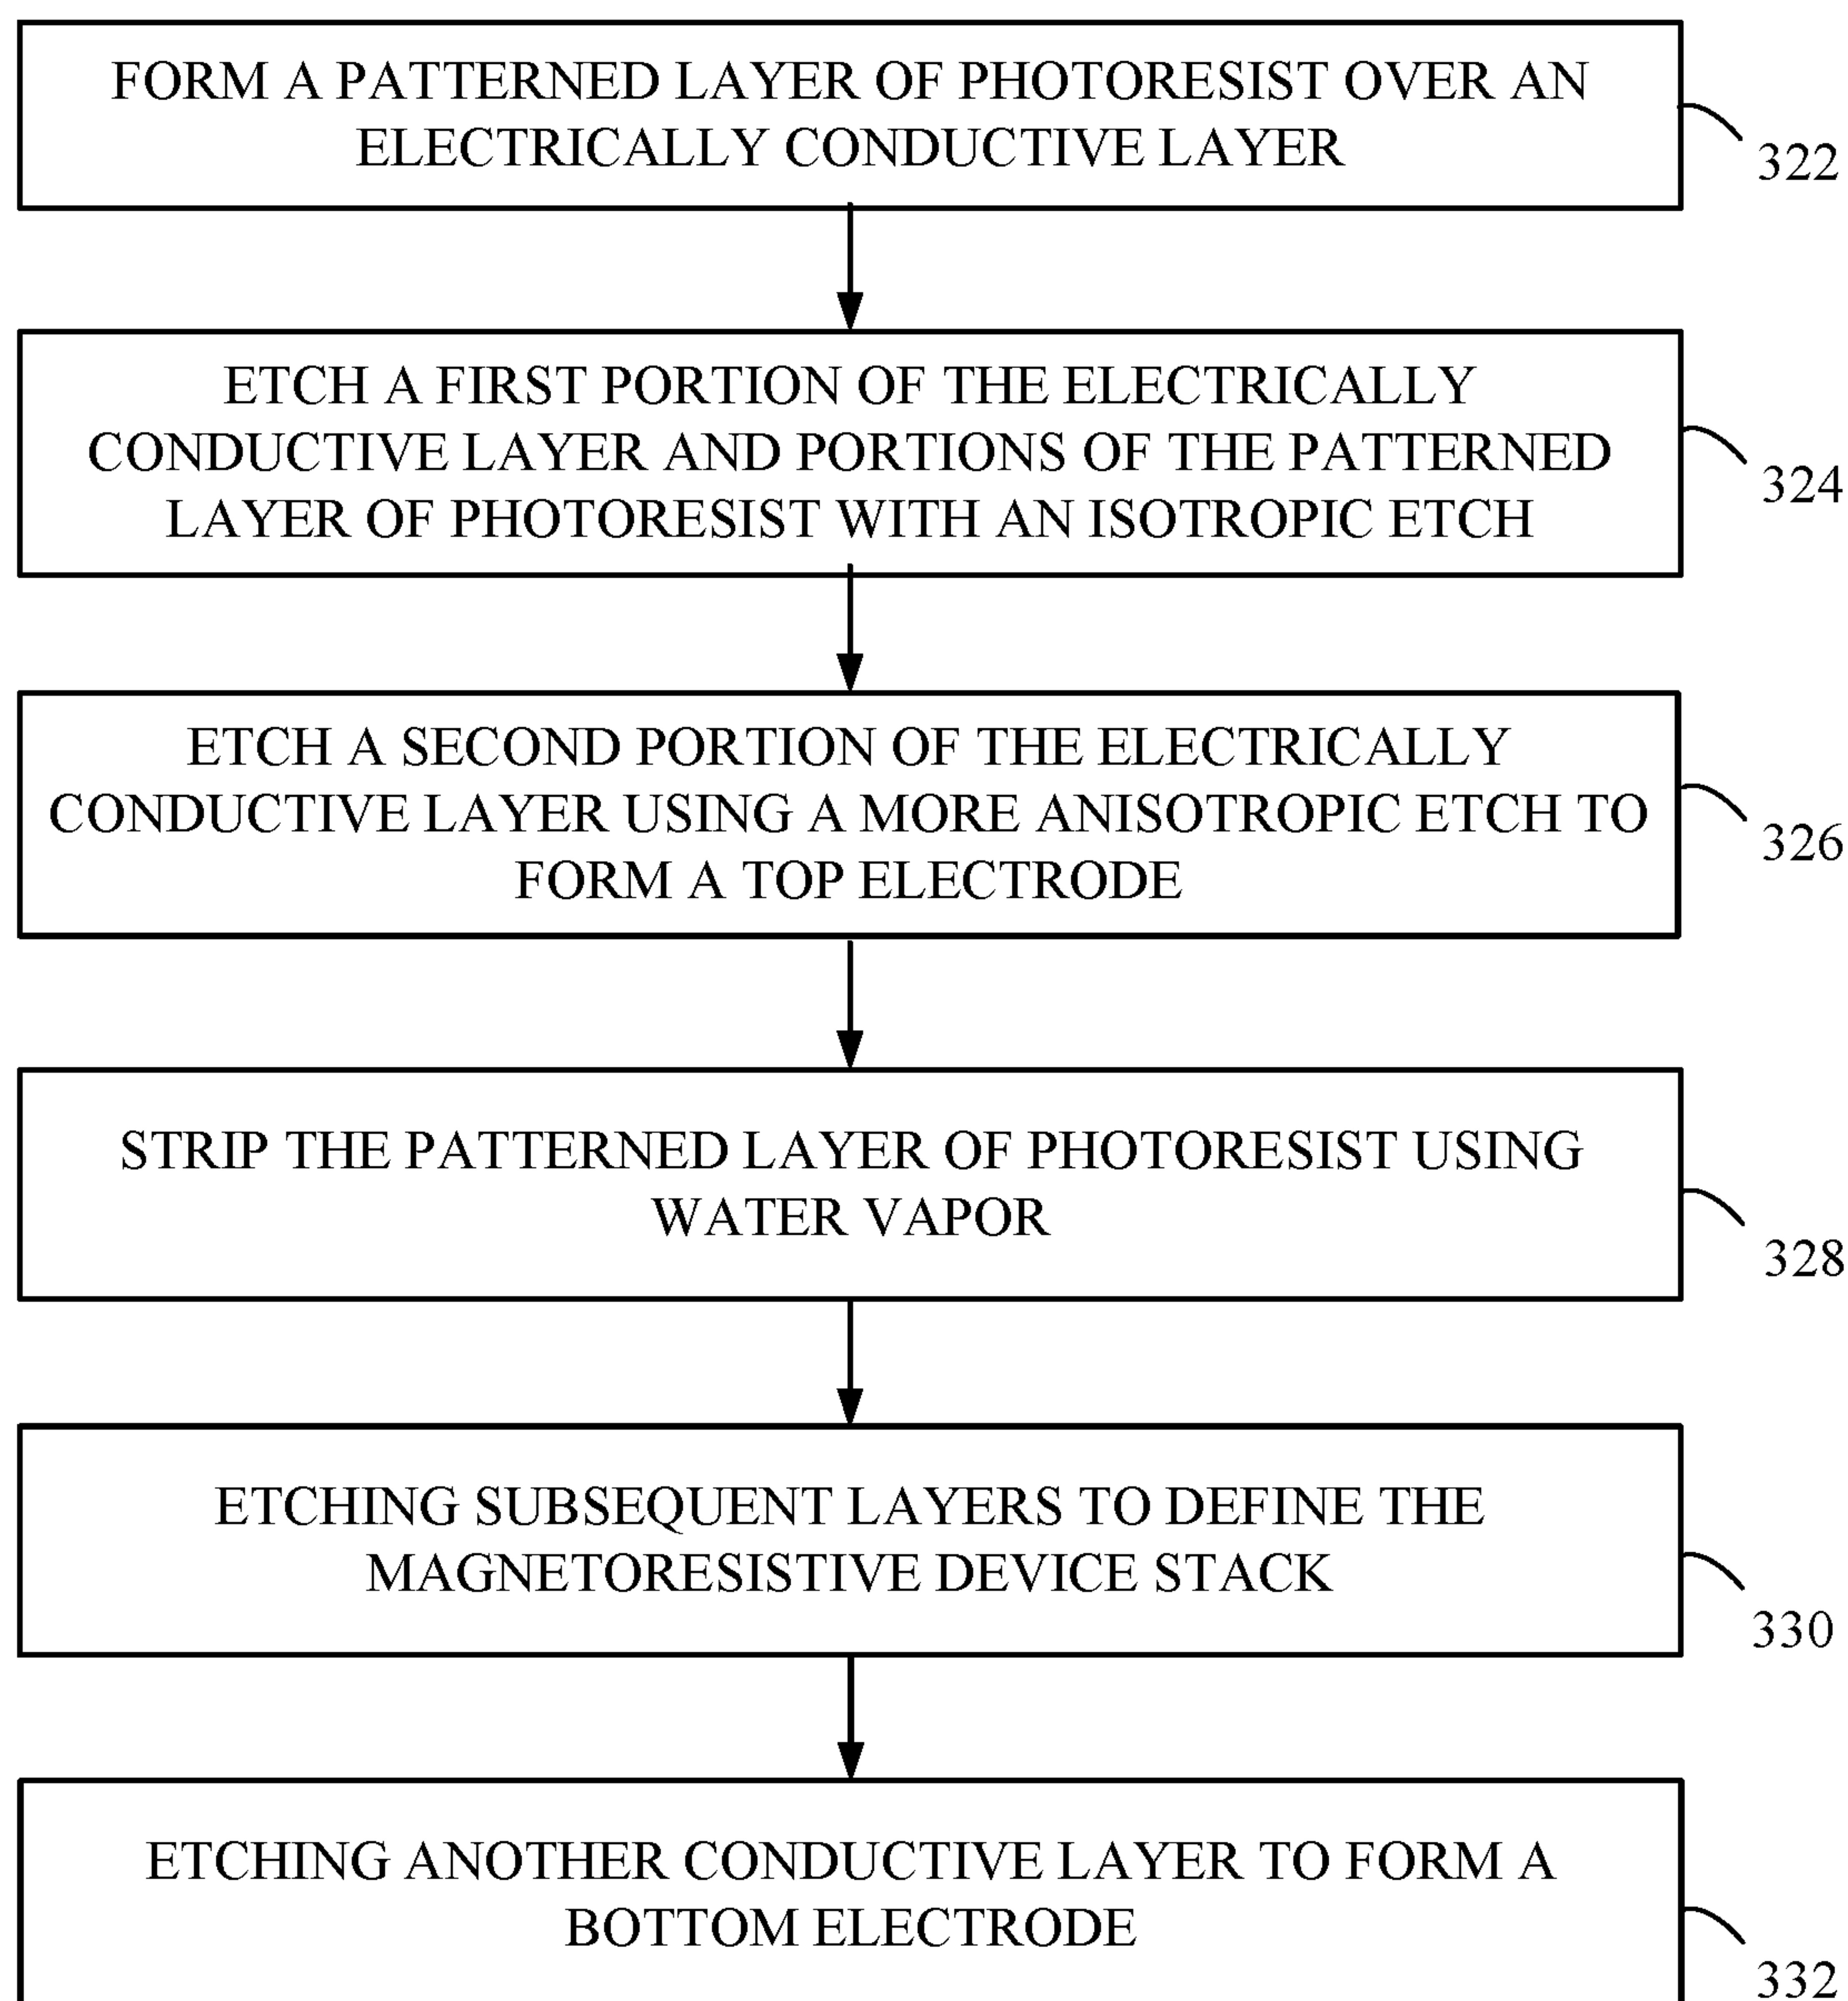 FORM A PATTERNED LAYER OF PHOTORESIST OVER AN
ELECTRICALLY CONDUCTIVE LAYER
322
ETCH A FIRST PORTION OF THE ELECTRICALLY
CONDUCTIVE LAYER AND PORTIONS OF THE PATTERNED
LAYER OF PHOTORESIST WITH AN ISOTROPIC ETCH
324
ETCH A SECOND PORTION OF THE ELECTRICALLY
CONDUCTIVE LAYER USING A MORE ANISOTROPIC ETCH TO
FORM A TOP ELECTRODE
326
STRIP THE PATTERNED LAYER OF PHOTORESIST USING
WATER VAPOR
328
ETCHING SUBSEQUENT LAYERS TO DEFINE THE
MAGNETORESISTIVE DEVICE STACK
330
ETCHING ANOTHER CONDUCTIVE LAYER TO FORM A
BOTTOM ELECTRODE
332